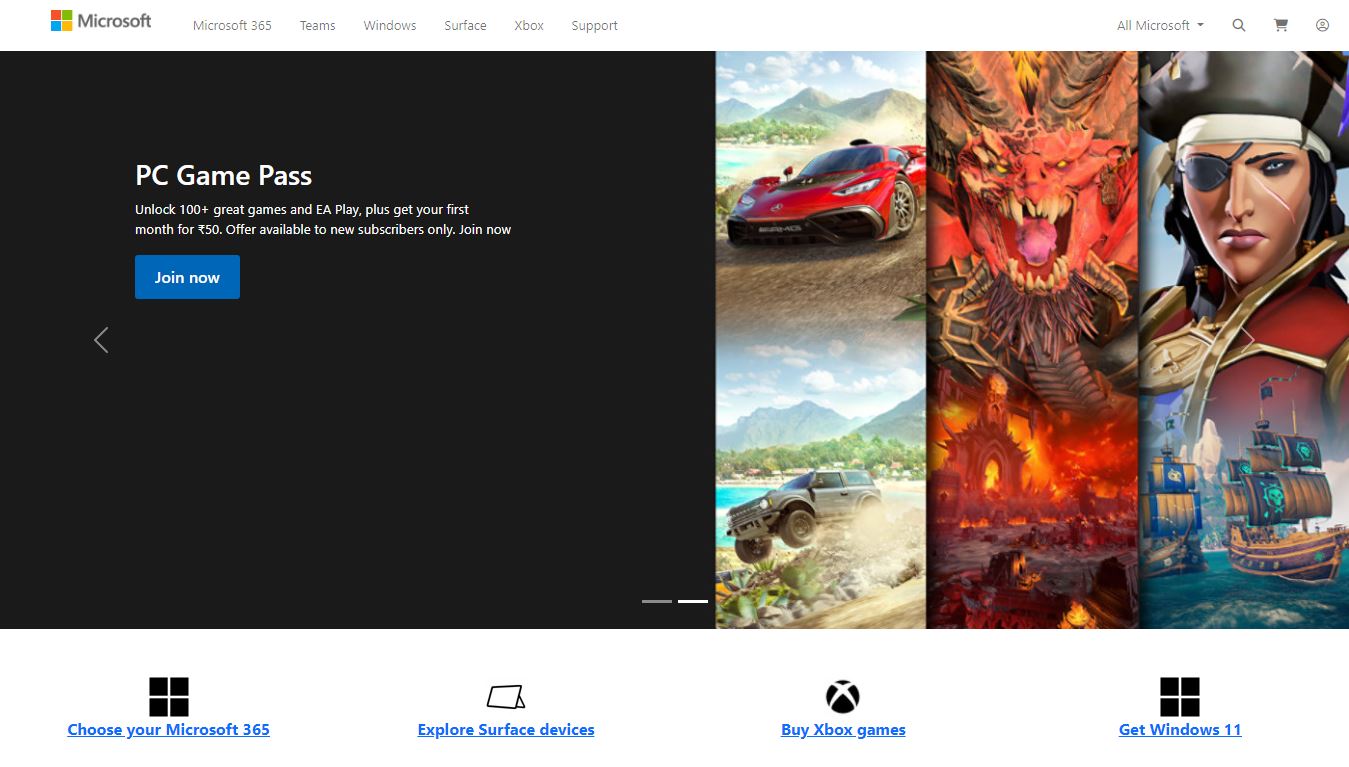 Microsoft
Microsoft 365
Teams
Windows
Surface
Xbox
Support
All Microsoft
PC Game Pass
Unlock 100+ great games and EA Play, plus get your first
month for ₹50. Offer available to new subscribers only. Join now
Join now
Choose your Microsoft 365
Explore Surface devices
Buy Xbox games
Get Windows 11